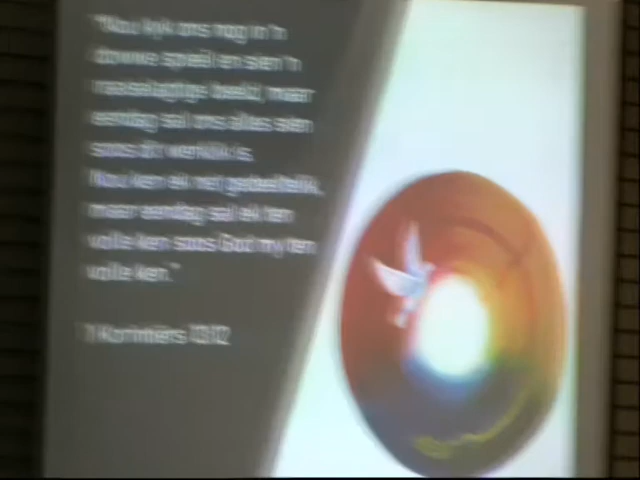 "Nou kyk ons nog in 'n
dowwe spieël en sien 'n
raaiselagtige beeld, maar
eendag sal ons alles sien
soos dit werklik is.
Nou ken ek net gedeeltelik,
maar eendag sal ek ten
volle ken soos God my ten
volle ken."
1 Korintiërs 13:12